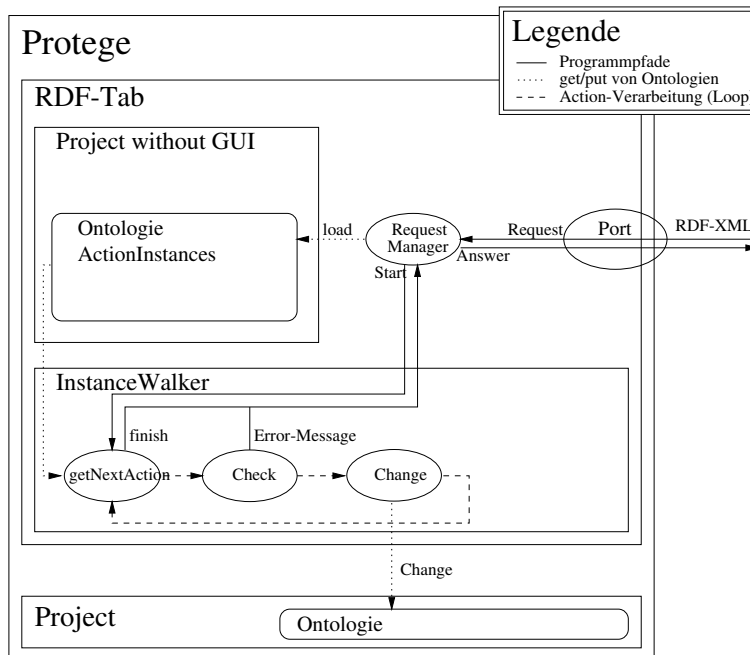 Protege
Legende
Programmpfade
get/put von Ontologien
Action-Verarbeitung (Loop)
RDF-Tab
Project without GUI
Ontologie
ActionInstances
load
Request
Manager
Start
Request
Answer
Port
RDF-XML
InstanceWalker
finish
Error-Message
getNextAction
Check
Change
Change
Project
Ontologie